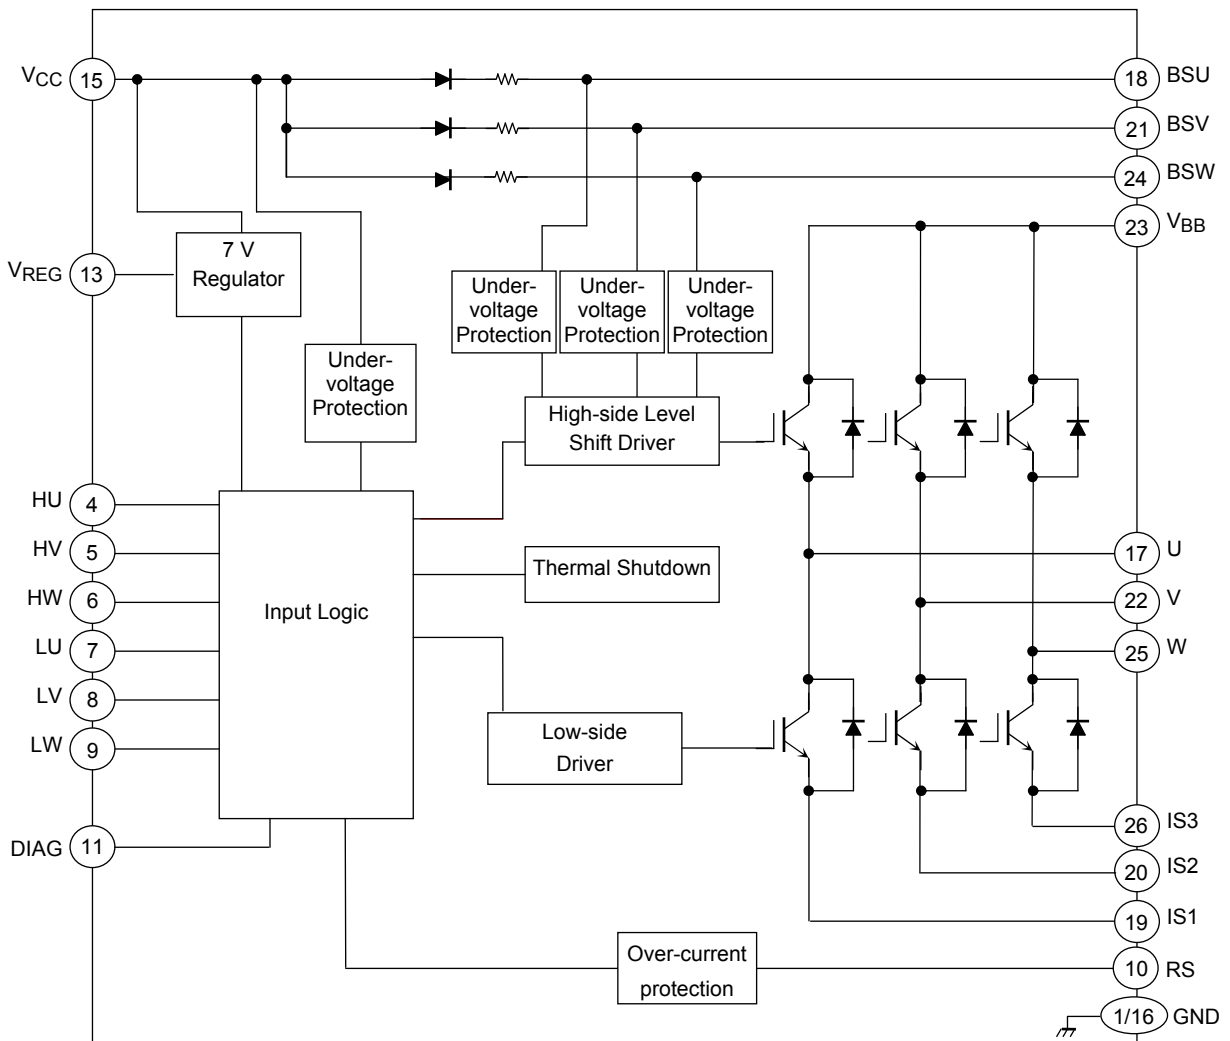 VCC 15
18 BSU
21 BSV
24 BSW
23 VBB
7 V
Regulator
VREG 13
Under-
voltage
Protection
Under-
voltage
Protection
Under-
voltage
Protection
Under-
voltage
Protection
High-side Level
Shift Driver
HU 4
HV 5
HW 6
LU 7
LV 8
LW 9
DIAG 11
Input Logic
Thermal Shutdown
Low-side
Driver
17 U
22 V
25 W
26 IS3
20 IS2
19 IS1
Over-current
protection
10 RS
1/16 GND